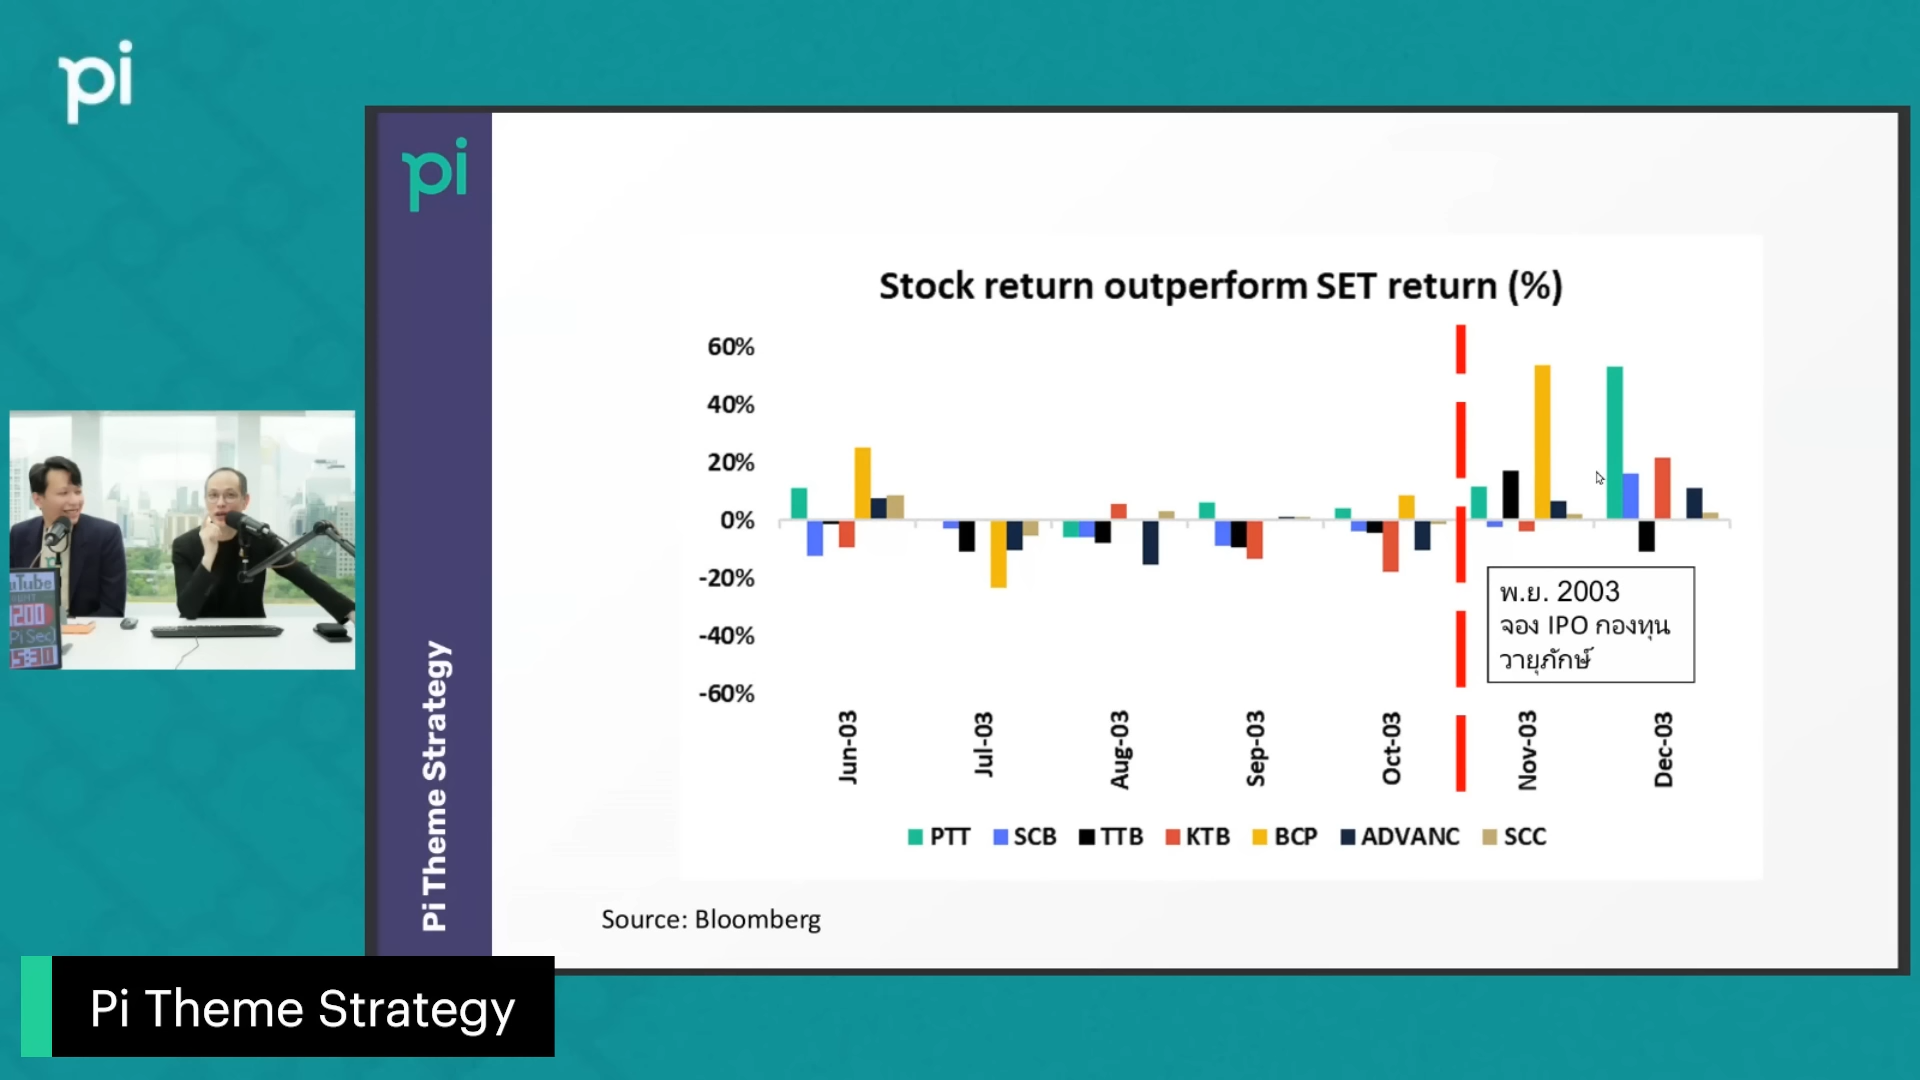 pi
pi
Pi Theme Strategy
Stock return outperform SET return (%)
60%
40%
20%
0%
-20%
-40%
-60%
พ.ย. 2003
จอง IPO กองทุน
วายุภักษ์
Jun-03
Jul-03
Aug-03
Sep-03
Oct-03
Nov-03
Dec-03
PTT SCB TTB KTB BCP ADVANC SCC
Source: Bloomberg
Pi Theme Strategy